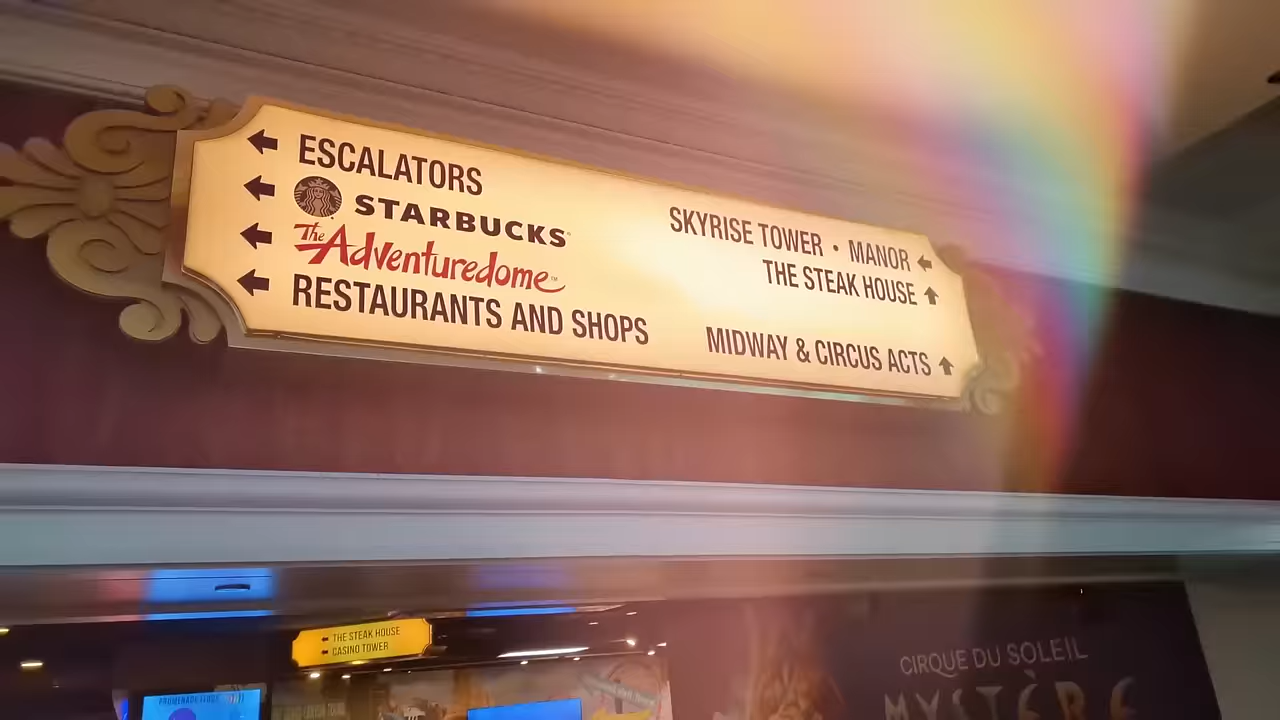 ESCALATORS
STARBUCKS
The Adventuredome
RESTAURANTS AND SHOPS
SKYRISE TOWER • MANOR
THE STEAK HOUSE
MIDWAY & CIRCUS ACTS
THE STEAK HOUSE
CASINO TOWER
CIRQUE DU SOLEIL
MYSTÈRE